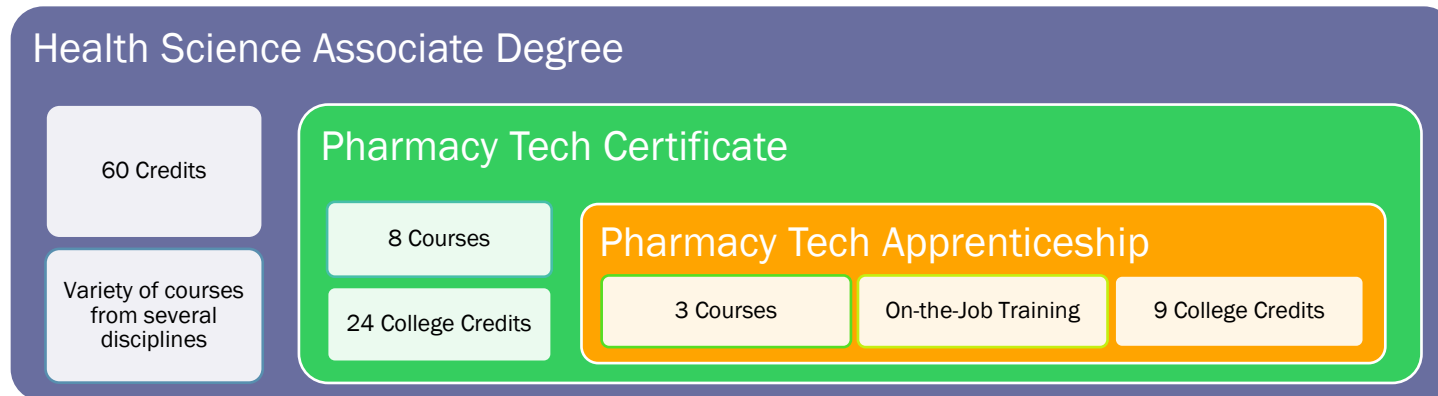 Health Science Associate Degree
60 Credits
Variety of courses
from several
disciplines
Pharmacy Tech Certificate
8 Courses
24 College Credits
Pharmacy Tech Apprenticeship
3 Courses
On-the-Job Training
9 College Credits